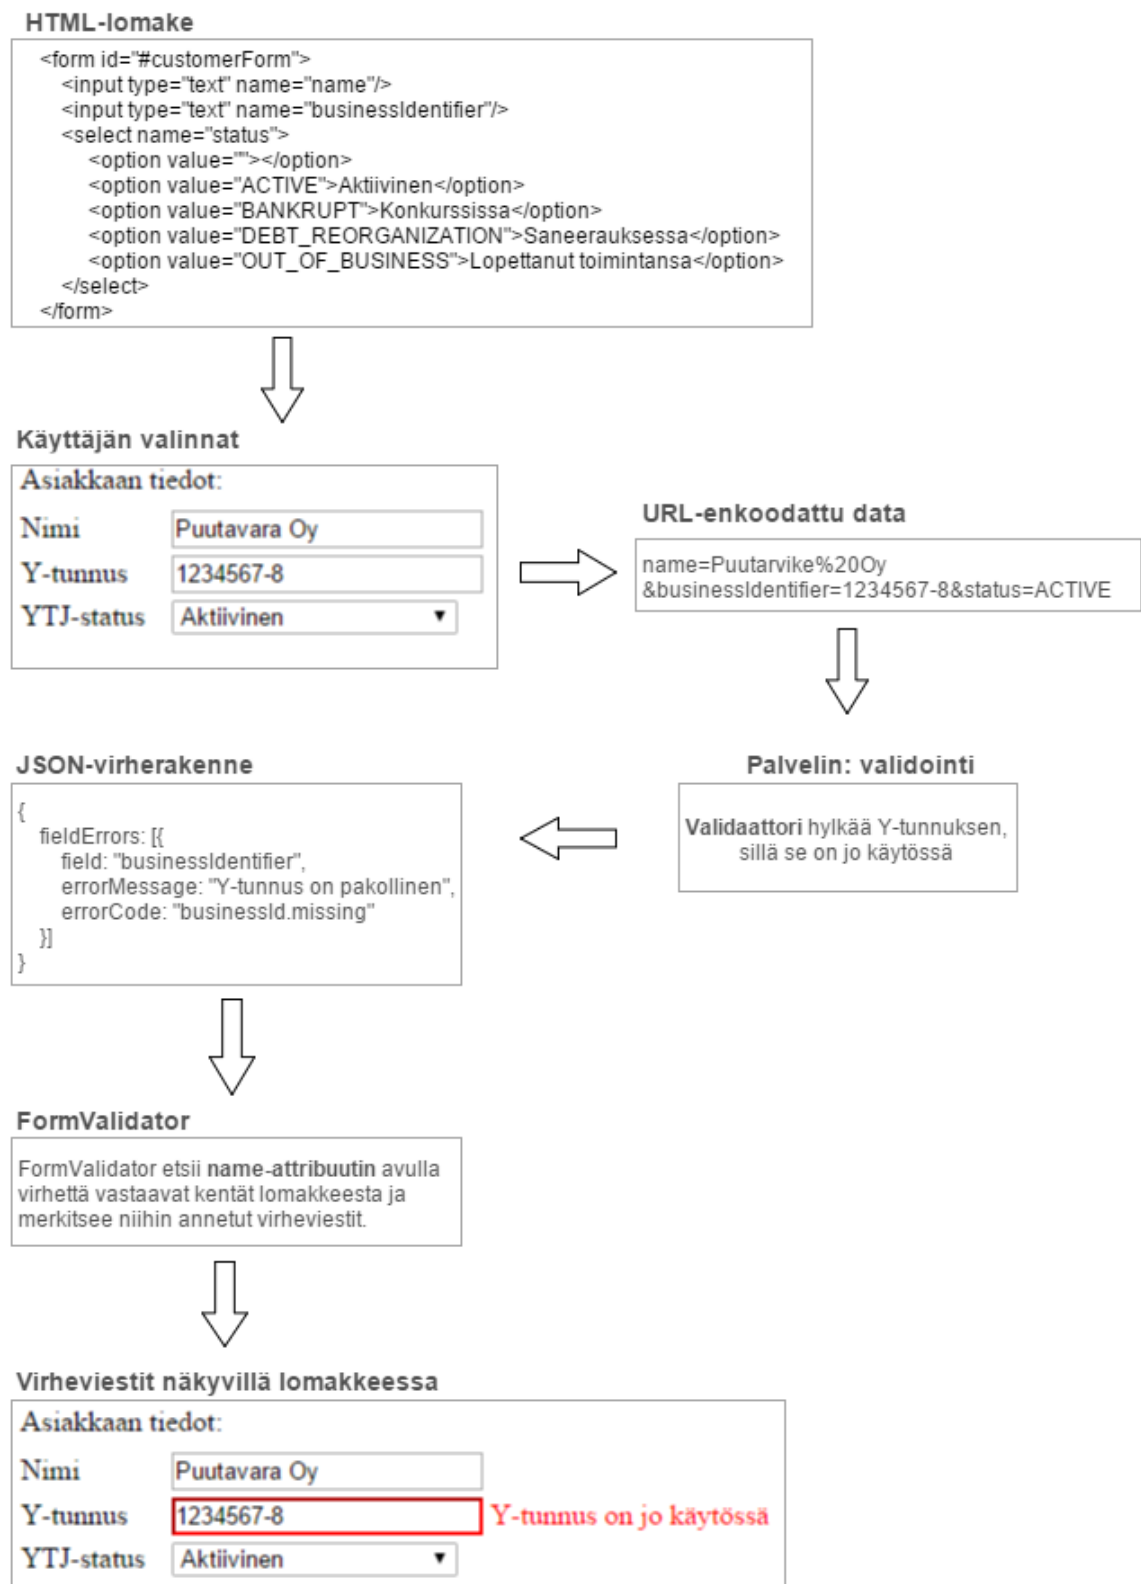 HTML-lomake
<form id="#customerForm">
<input type="text" name="name"/>
<input type="text" name="businessIdentifier"/>
<select name="status">
<option value=""></option>
<option value="ACTIVE">Aktiivinen</option>
<option value="BANKRUPT">Konkurssissa</option>
<option value="DEBT_REORGANIZATION">Saneerauksessa</option>
<option value="OUT_OF_BUSINESS">Lopettanut toimintansa</option>
</select>
</form>
Käyttäjän valinnat
Asiakkaan tiedot:
Nimi Puutavara Oy
Y-tunnus 1234567-8
YTJ-status Aktiivinen
URL-enkoodattu data
name=Puutarvike%20Oy
&businessIdentifier=1234567-8&status=ACTIVE
Palvelin: validointi
Validaattori hylkää Y-tunnuksen,
sillä se on jo käytössä
JSON-virherakenne
{
fieldErrors: [{
field: "businessIdentifier",
errorMessage: "Y-tunnus on pakollinen",
errorCode: "businessId.missing"
}]
}
FormValidator
FormValidator etsii name-attribuutin avulla
virhettä vastaavat kentät lomakkeesta ja
merkitsee niihin annetut virheviestit.
Virheviestit näkyvillä lomakkeessa
Asiakkaan tiedot:
Nimi Puutavara Oy
Y-tunnus 1234567-8 Y-tunnus on jo käytössä
YTJ-status Aktiivinen